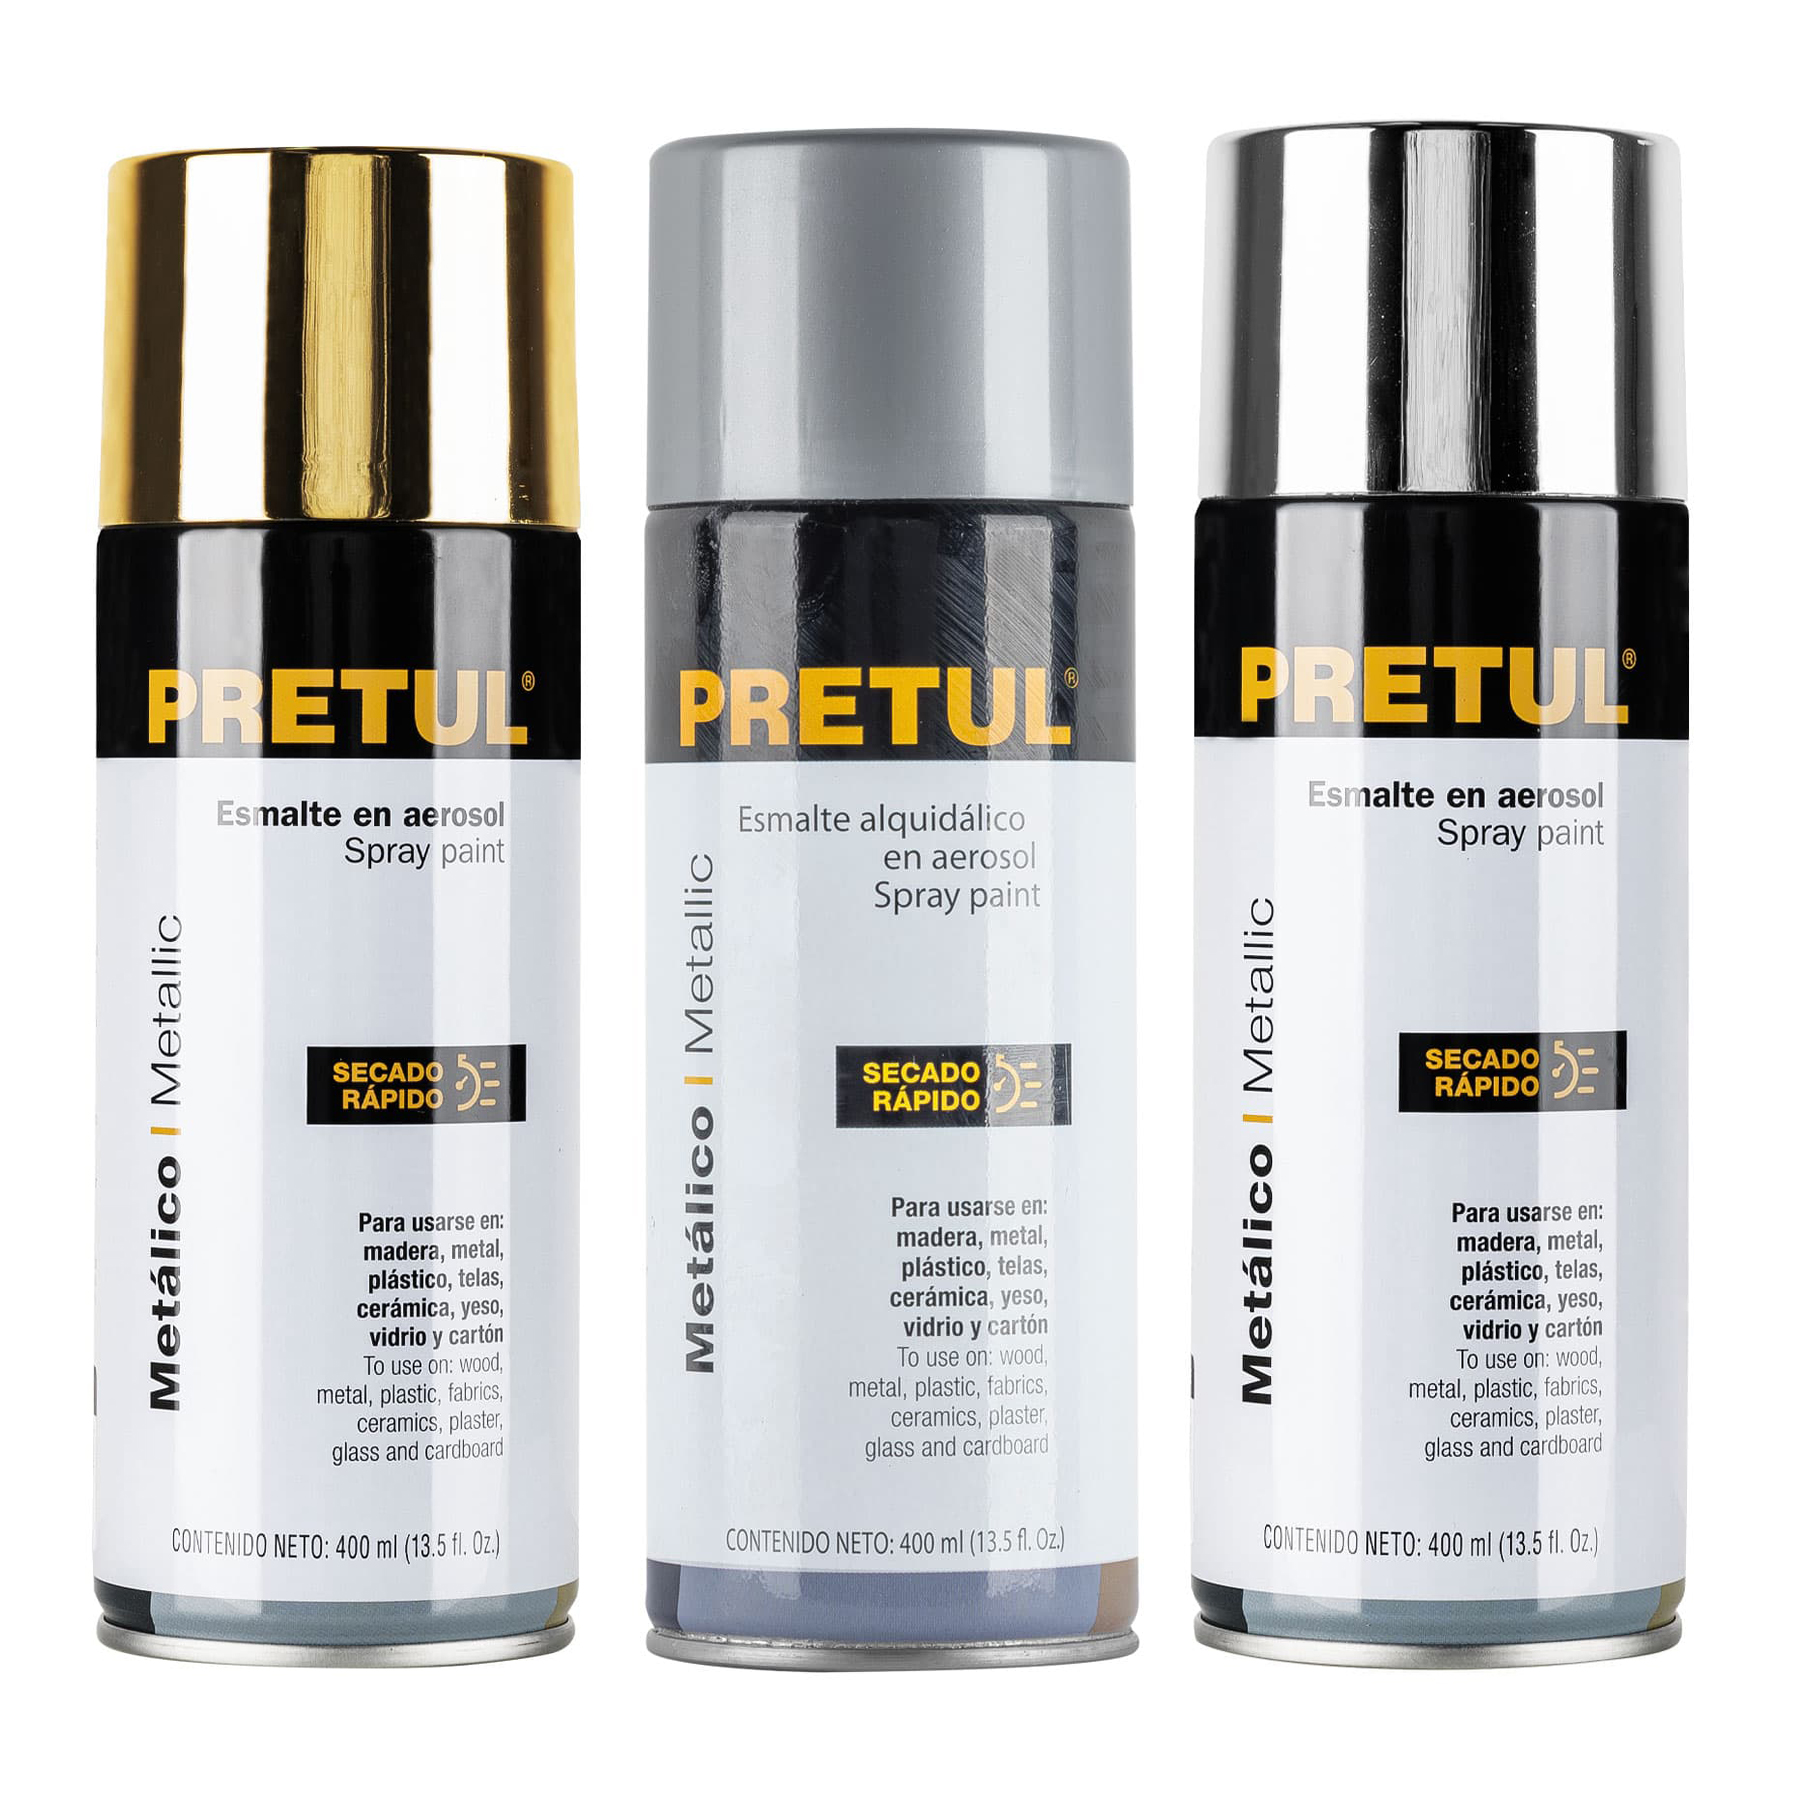 PRETUL®
Esmalte en aerosol
Spray paint
Metálico | Metallic
SECADO
RÁPIDO
Para usarse en:
madera, metal,
plástico, telas,
cerámica, yeso,
vidrio y cartón
To use on: wood,
metal, plastic, fabrics,
ceramics, plaster,
glass and cardboard
CONTENIDO NETO: 400 ml (13.5 fl. Oz.)
PRETUL®
Esmalte alquidálico
en aerosol
Spray paint
Metálico | Metallic
SECADO
RÁPIDO
Para usarse en:
madera, metal,
plástico, telas,
cerámica, yeso,
vidrio y cartón
To use on: wood,
metal, plastic, fabrics,
ceramics, plaster,
glass and cardboard
CONTENIDO NETO: 400 ml (13.5 fl. Oz.)
PRETUL®
Esmalte en aerosol
Spray paint
Metálico | Metallic
SECADO
RÁPIDO
Para usarse en:
madera, metal,
plástico, telas,
cerámica, yeso,
vidrio y cartón
To use on: wood,
metal, plastic, fabrics,
ceramics, plaster,
glass and cardboard
CONTENIDO NETO: 400 ml (13.5 fl. Oz.)